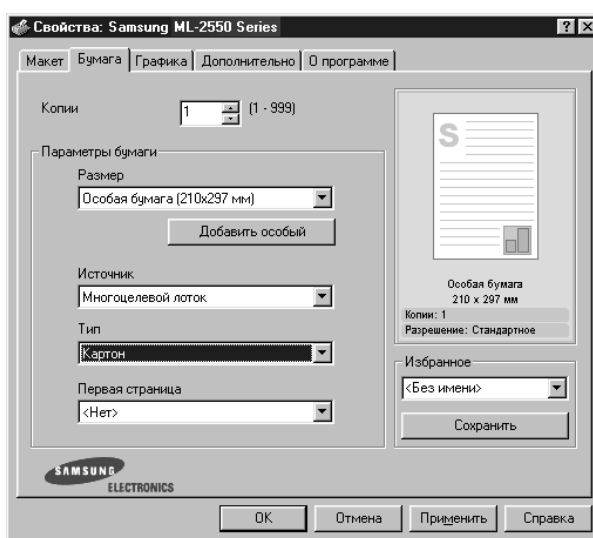 Свойства: Samsung ML-2550 Series
Макет Бумага Графика Дополнительно О программе
Копии 1 (1 - 999)
Параметры бумаги
Размер
Особая бумага (210x297 мм)
Добавить особый
Источник
Многоцелевой лоток
Тип
Картон
Первая страница
<Нет>
S
Особая бумага
210 x 297 мм
Копии: 1
Разрешение: Стандартное
Избранное
<Без имени>
Сохранить
SAMSUNG
ELECTRONICS
OK Отмена Применить Справка